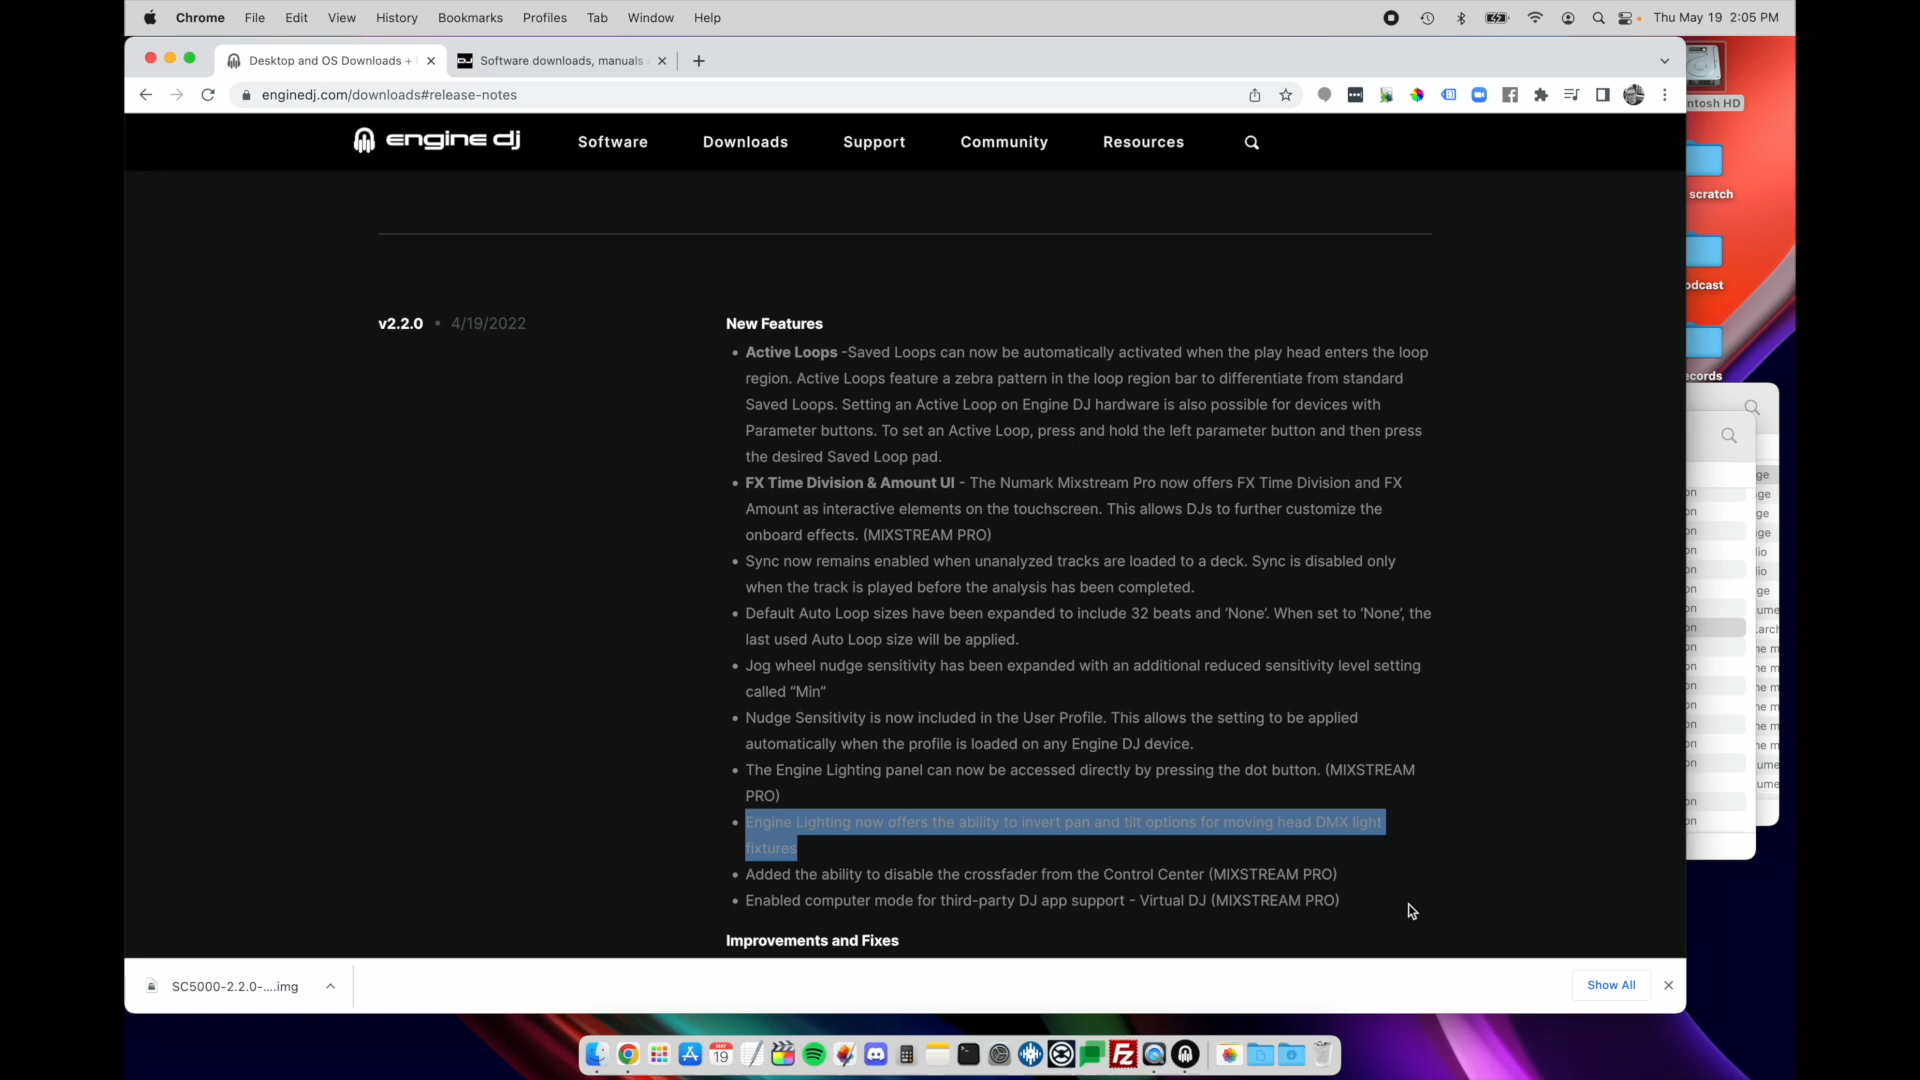 Chrome File Edit View History Bookmarks Profiles Tab Window Help Thu May 19 2:05 PM
Desktop and OS Downloads + Software downloads, manuals
enginedj.com/downloads#release-notes
ntosh HD
engine dj Software Downloads Support Community Resources
scratch
odcast
ecords
v2.2.0 • 4/19/2022
New Features
• Active Loops -Saved Loops can now be automatically activated when the play head enters the loop
region. Active Loops feature a zebra pattern in the loop region bar to differentiate from standard
Saved Loops. Setting an Active Loop on Engine DJ hardware is also possible for devices with
Parameter buttons. To set an Active Loop, press and hold the left parameter button and then press
the desired Saved Loop pad.
• FX Time Division & Amount UI - The Numark Mixstream Pro now offers FX Time Division and FX
Amount as interactive elements on the touchscreen. This allows DJs to further customize the
onboard effects. (MIXSTREAM PRO)
• Sync now remains enabled when unanalyzed tracks are loaded to a deck. Sync is disabled only
when the track is played before the analysis has been completed.
• Default Auto Loop sizes have been expanded to include 32 beats and ‘None’. When set to ‘None’, the
last used Auto Loop size will be applied.
• Jog wheel nudge sensitivity has been expanded with an additional reduced sensitivity level setting
called “Min”
• Nudge Sensitivity is now included in the User Profile. This allows the setting to be applied
automatically when the profile is loaded on any Engine DJ device.
• The Engine Lighting panel can now be accessed directly by pressing the dot button. (MIXSTREAM
PRO)
• Engine Lighting now offers the ability to invert pan and tilt options for moving head DMX light
fixtures
• Added the ability to disable the crossfader from the Control Center (MIXSTREAM PRO)
• Enabled computer mode for third-party DJ app support - Virtual DJ (MIXSTREAM PRO)
Improvements and Fixes
SC5000-2.2.0-....img
Show All
MAY
19